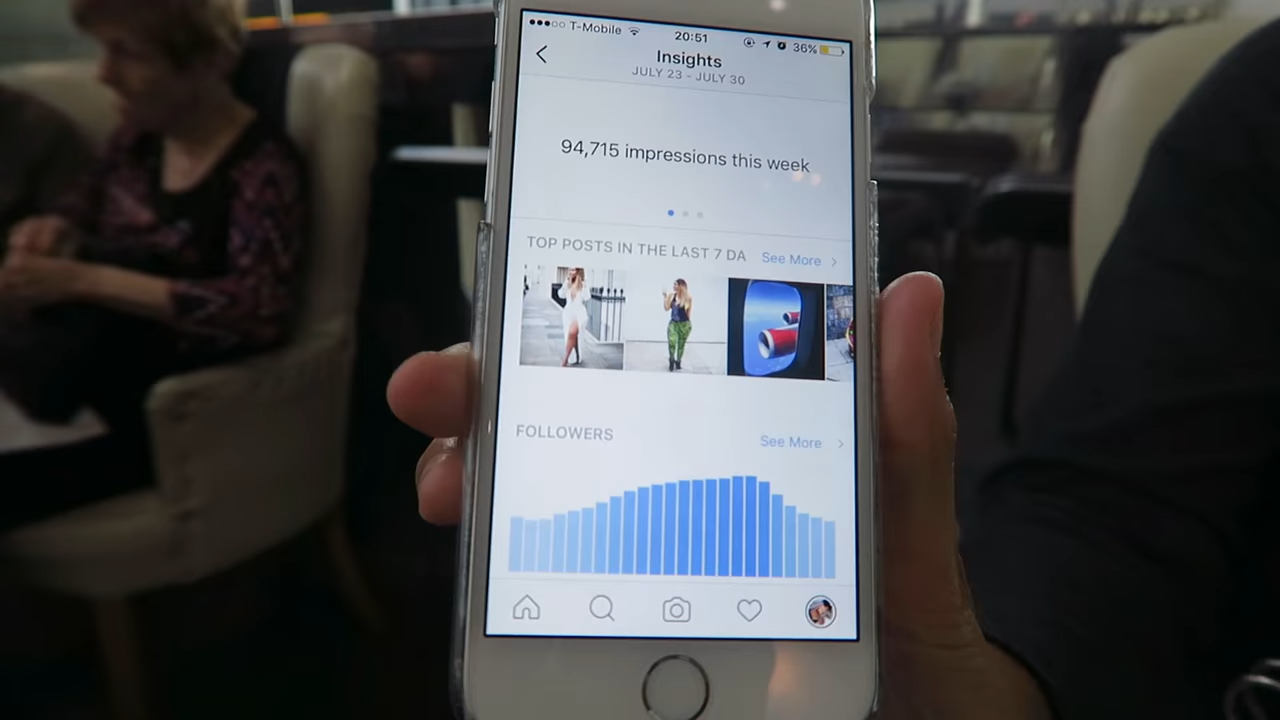 T-Mobile 20:51 36%
Insights
JULY 23 - JULY 30
94,715 impressions this week
TOP POSTS IN THE LAST 7 DA See More
FOLLOWERS See More